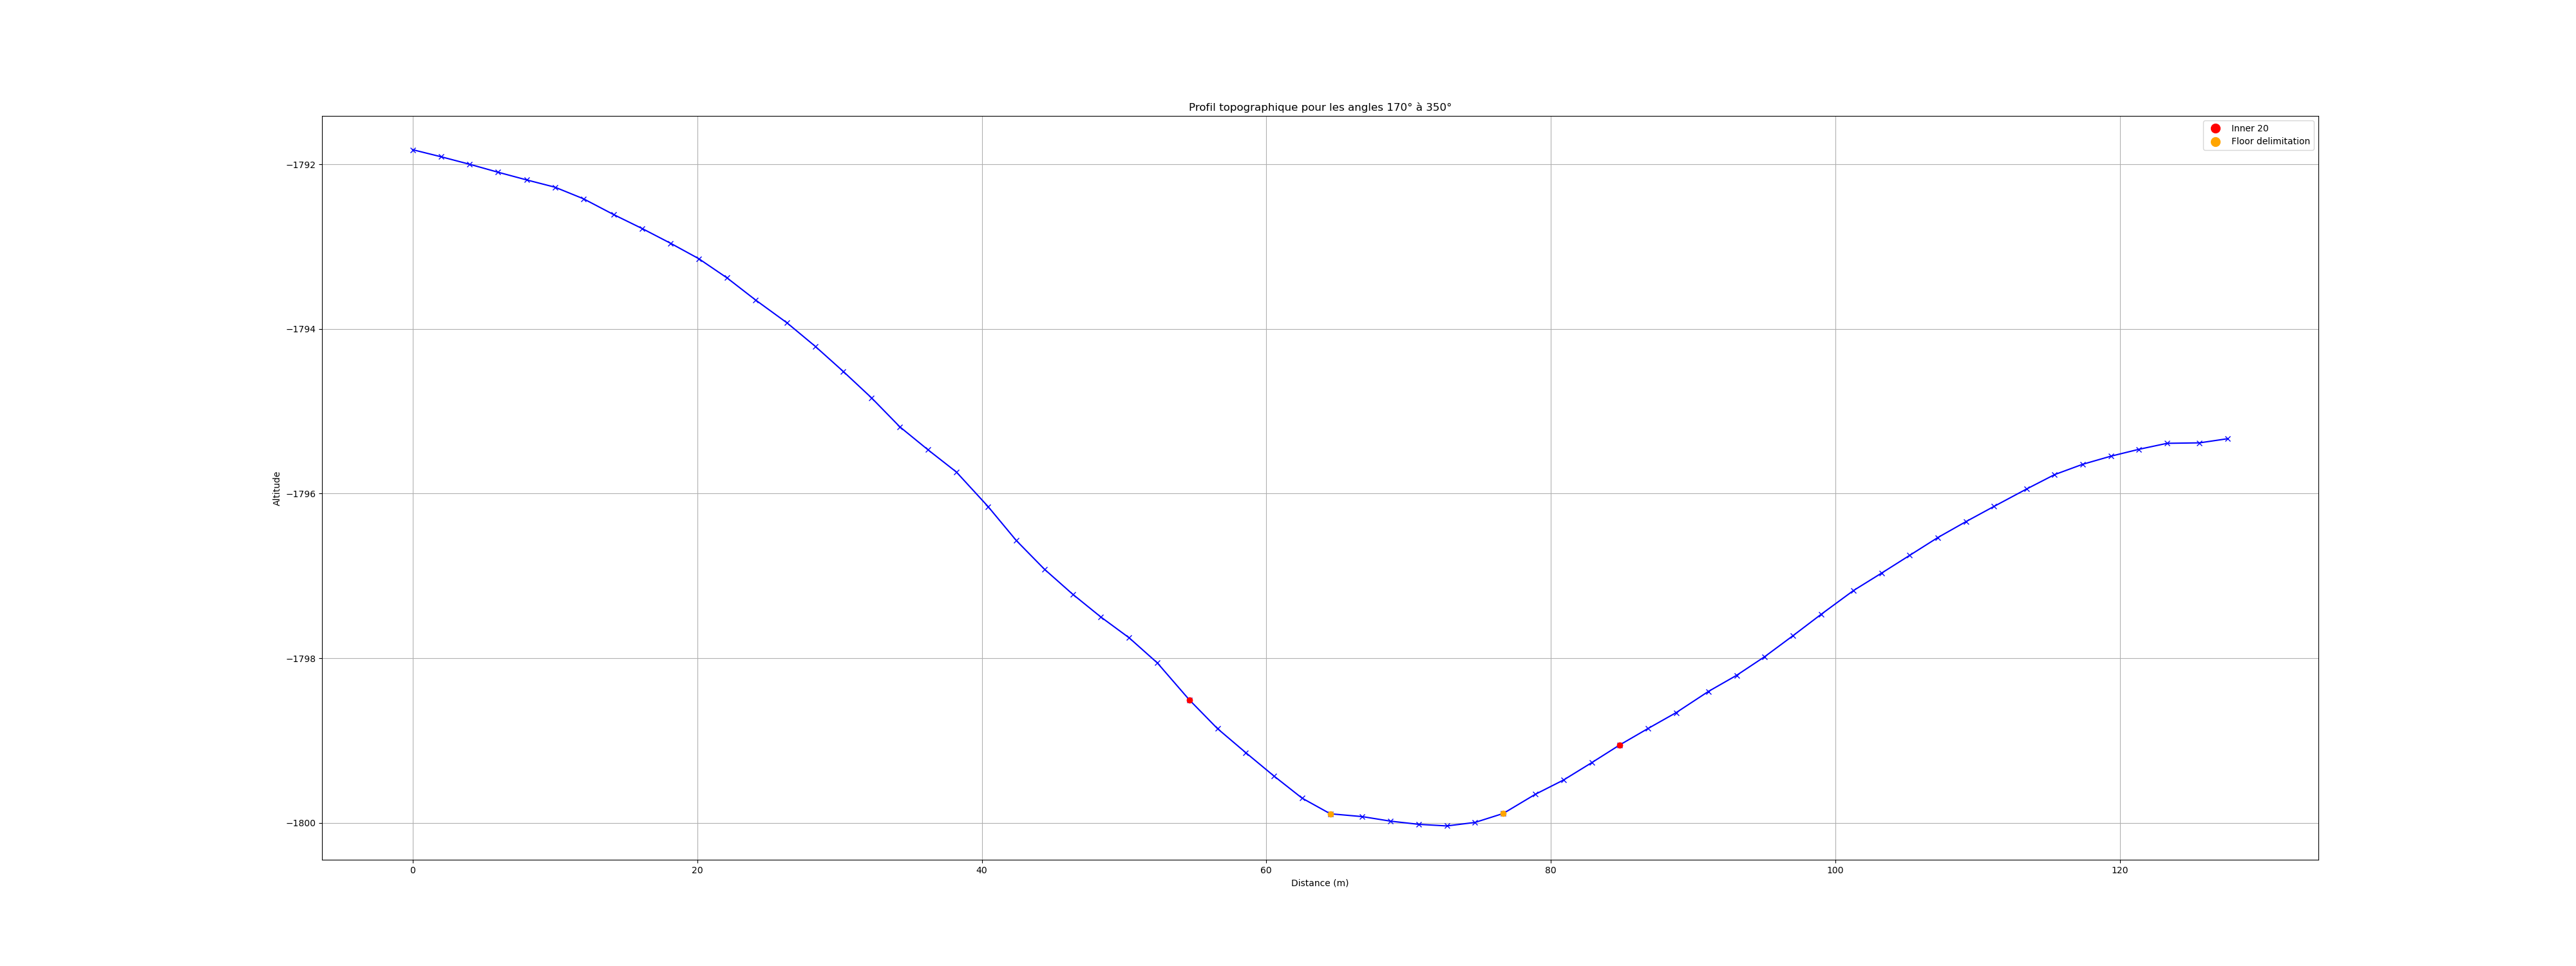 Profil topographique pour les angles 170° à 350°
Inner 20
Floor delimitation
Altitude
−1792
−1794
−1796
−1798
−1800
0 20 40 60 80 100 120
Distance (m)